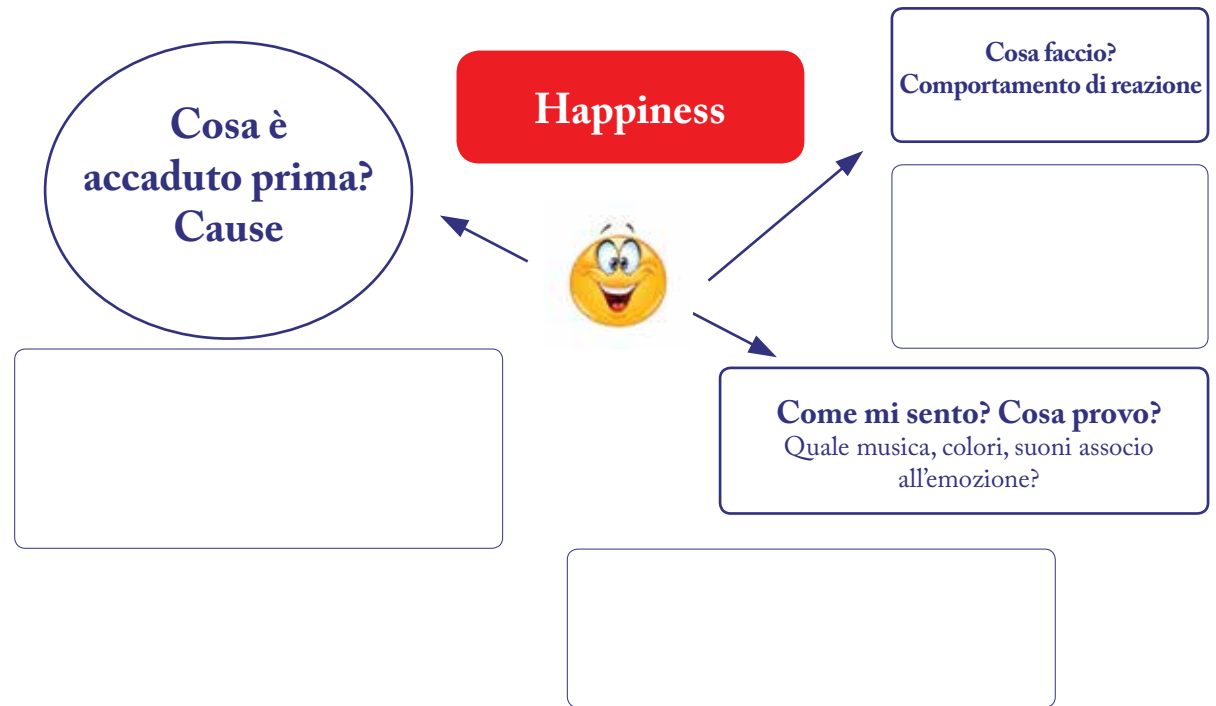 Cosa è
accaduto prima?
Cause
Happiness
Cosa faccio?
Comportamento di reazione
Come mi sento? Cosa provo?
Quale musica, colori, suoni associo
all’emozione?